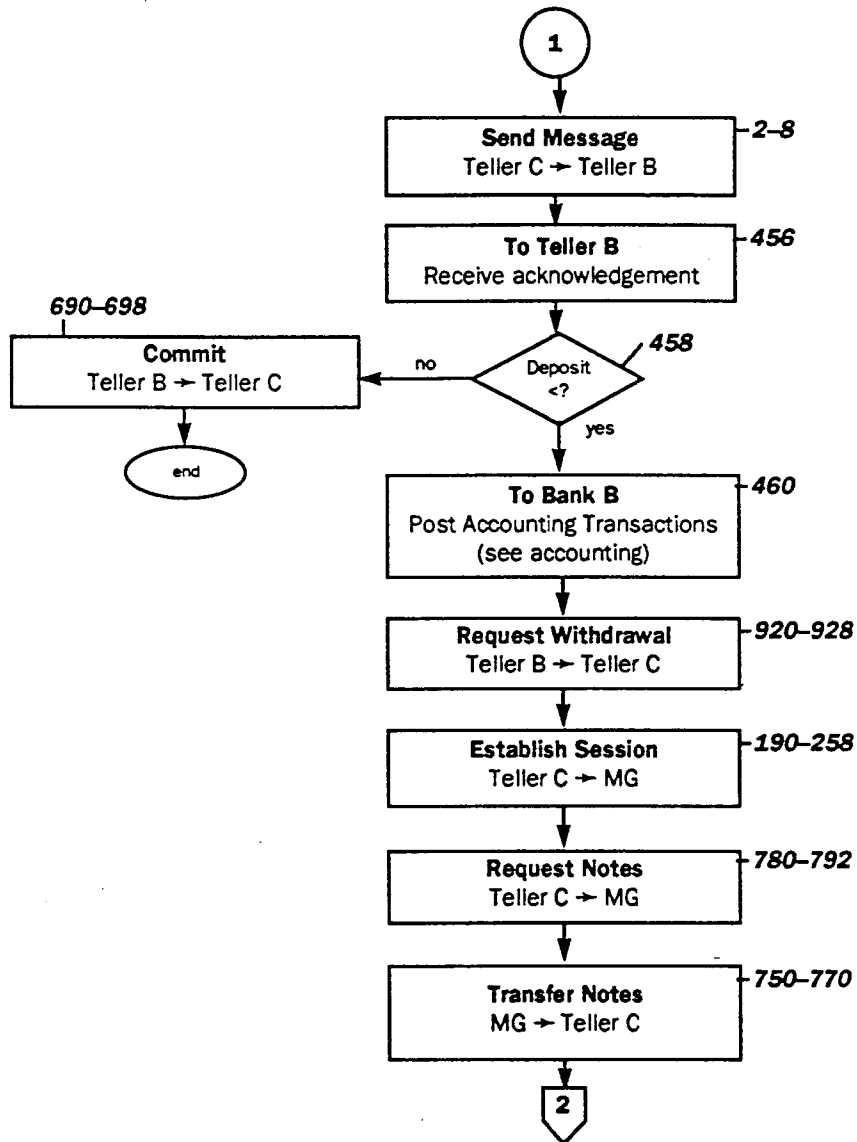 1
Send Message
2–8
Teller C → Teller B
To Teller B
456
Receive acknowledgement
690–698
Commit
Teller B → Teller C
end
no
Deposit
<?
458
yes
To Bank B
460
Post Accounting Transactions
(see accounting)
Request Withdrawal
920–928
Teller B → Teller C
Establish Session
190–258
Teller C → MG
Request Notes
780–792
Teller C → MG
Transfer Notes
750–770
MG → Teller C
2